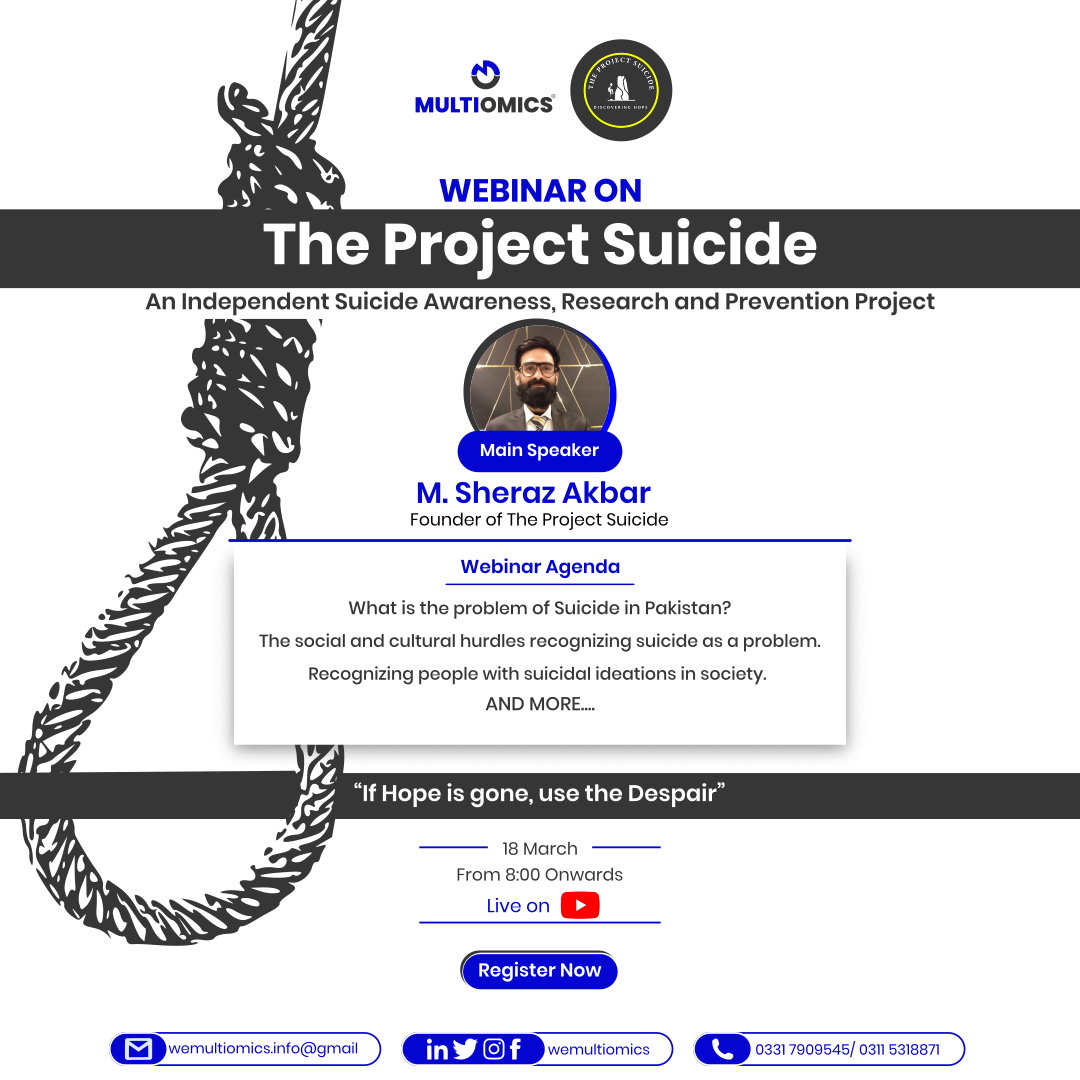 MULTIOMICS®
THE PROJECT SUICIDE
DISCOVERING HOPE
WEBINAR ON
The Project Suicide
An Independent Suicide Awareness, Research and Prevention Project
Main Speaker
M. Sheraz Akbar
Founder of The Project Suicide
Webinar Agenda
What is the problem of Suicide in Pakistan?
The social and cultural hurdles recognizing suicide as a problem.
Recognizing people with suicidal ideations in society.
AND MORE....
“If Hope is gone, use the Despair”
18 March
From 8:00 Onwards
Live on
Register Now
wemultiomics.info@gmail
wemultiomics
0331 7909545/ 0311 5318871